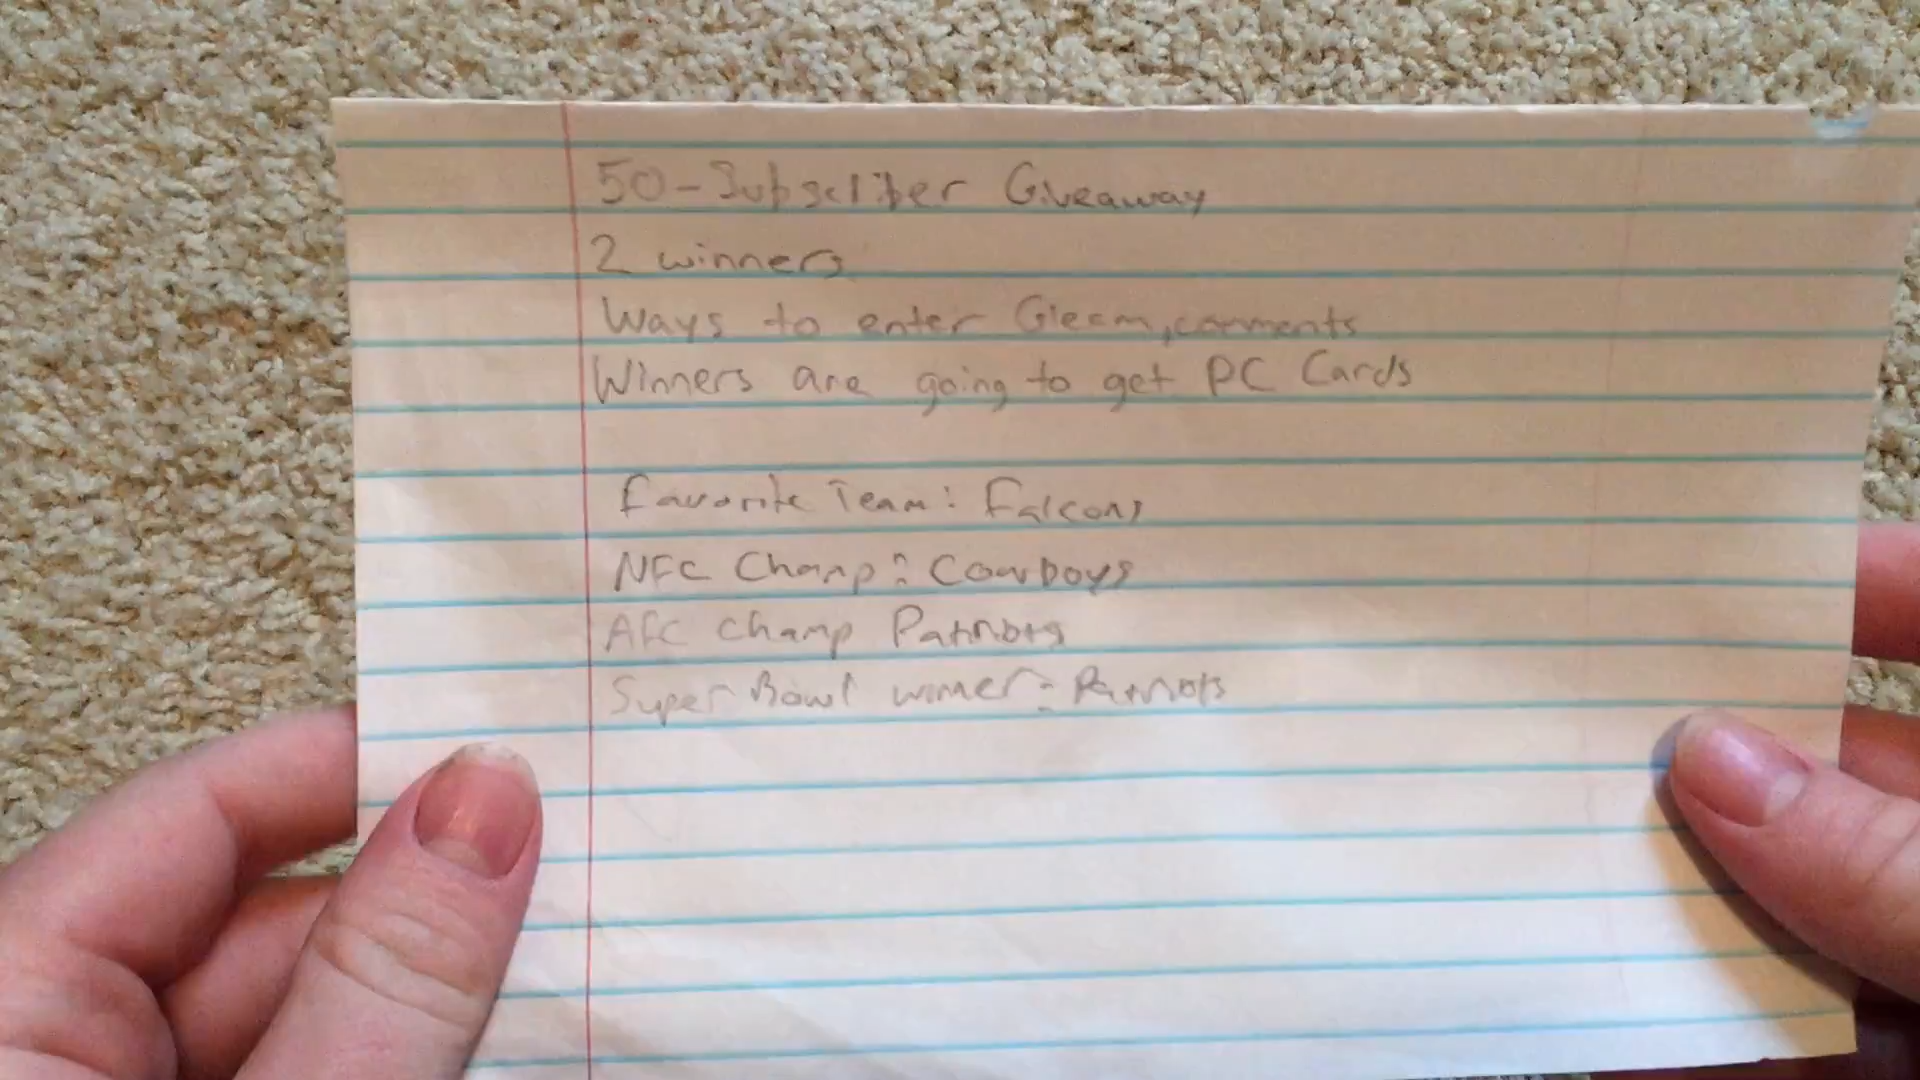 50-Subscriber Giveaway
2 winners
Ways to enter Gleam, comments
Winners are going to get PC Cards
Favorite Team: Falcons
NFC Champ: Cowboys
AFC Champ Patriots
Super Bowl winner: Patriots